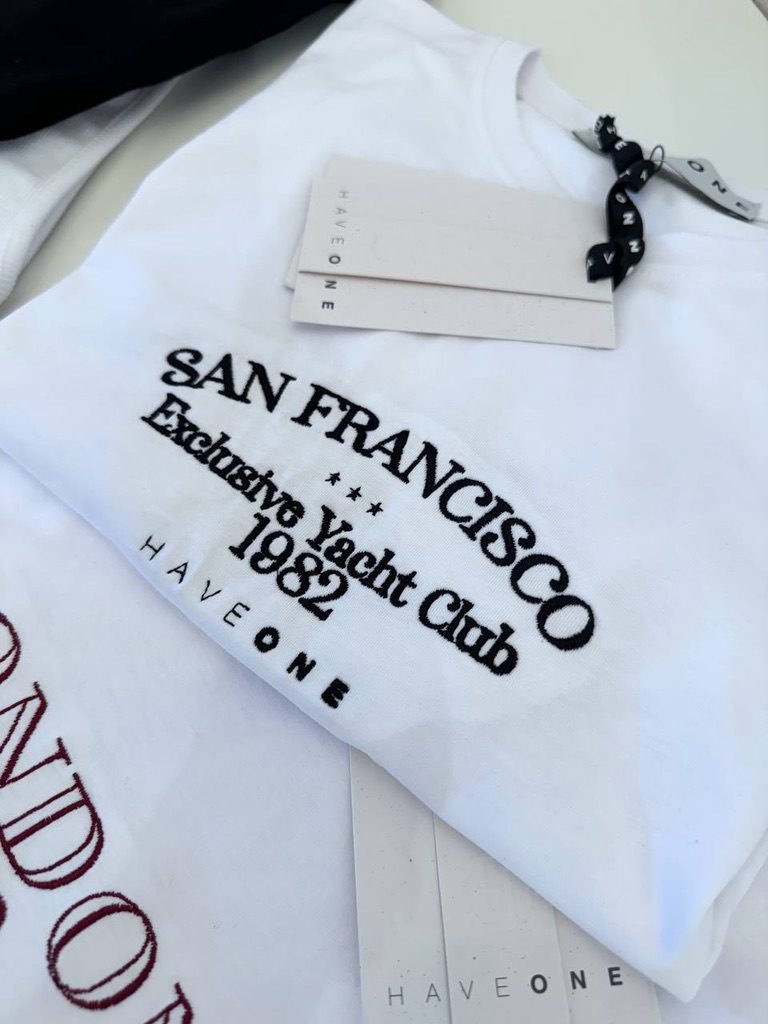 HAVEONE
SAN FRANCISCO
★★★
Exclusive Yacht Club
1982
HAVEONE
HAVEONE